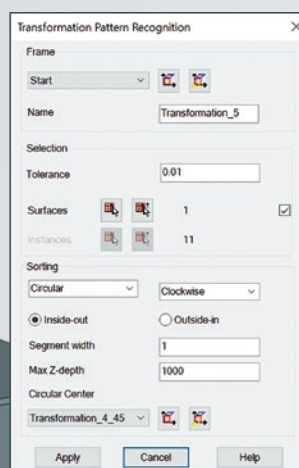 Transformation Pattern Recognition
Frame
Start
Name Transformation_5
Selection
Tolerance 0.01
Surfaces 1
Instances 11
Sorting
Circular Clockwise
Inside-out Outside-in
Segment width 1
Max Z-depth 1000
Circular Center
Transformation_4_45
Apply Cancel Help